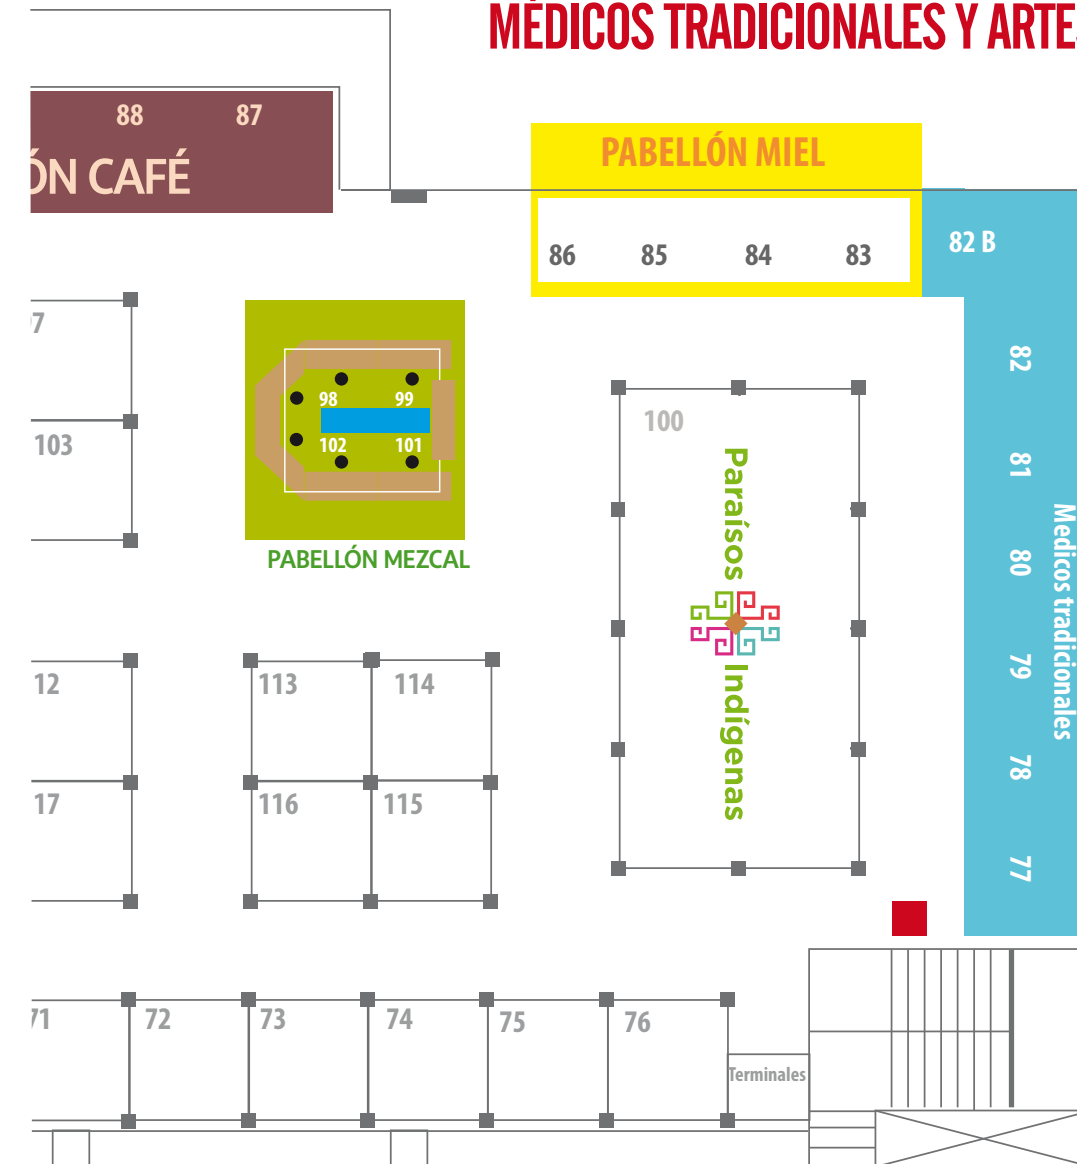 MÉDICOS TRADICIONALES Y ARTES
88 87
ÓN CAFÉ
PABELLÓN MIEL
86 85 84 83
82 B
97
103
98 99
102 101
PABELLÓN MEZCAL
100
Paraísos
Indígenas
82
81
80
79
78
77
Medicos tradicionales
12
17
113 114
116 115
71 72 73 74 75 76
Terminales